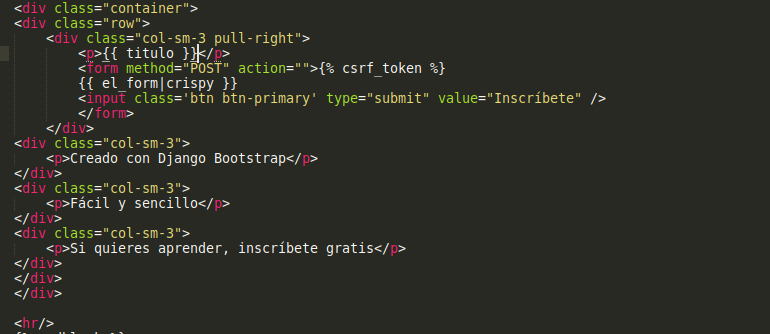 <div class="container">
<div class="row">
<div class="col-sm-3 pull-right">
<p>{{ titulo }}</p>
<form method="POST" action="">{% csrf_token %}
{{ el_form|crispy }}
<input class='btn btn-primary' type="submit" value="Inscríbete" />
</form>
</div>
<div class="col-sm-3">
<p>Creado con Django Bootstrap</p>
</div>
<div class="col-sm-3">
<p>Fácil y sencillo</p>
</div>
<div class="col-sm-3">
<p>Si quieres aprender, inscríbete gratis</p>
</div>
</div>
</div>
<hr/>